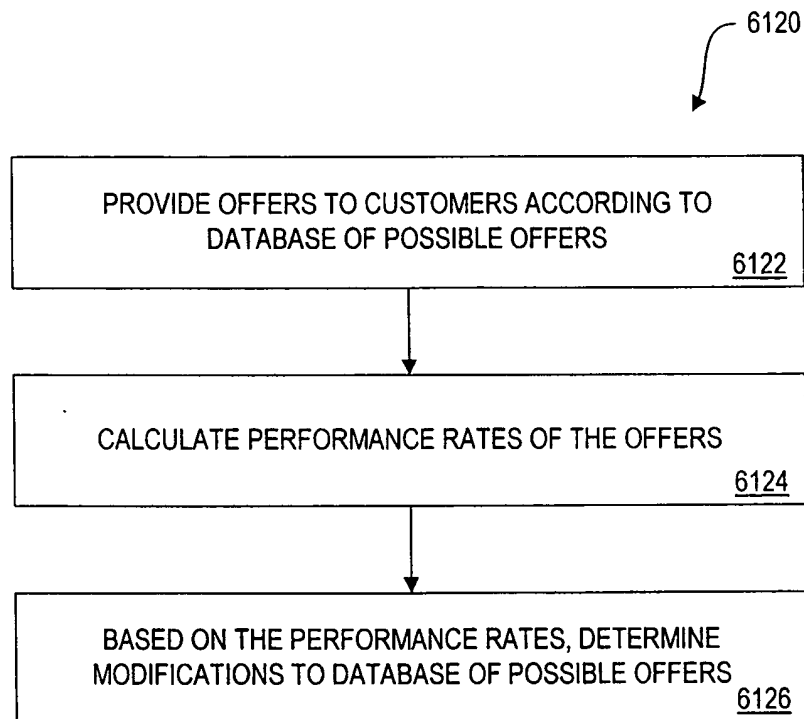 6120
PROVIDE OFFERS TO CUSTOMERS ACCORDING TO
DATABASE OF POSSIBLE OFFERS
6122
CALCULATE PERFORMANCE RATES OF THE OFFERS
6124
BASED ON THE PERFORMANCE RATES, DETERMINE
MODIFICATIONS TO DATABASE OF POSSIBLE OFFERS
6126